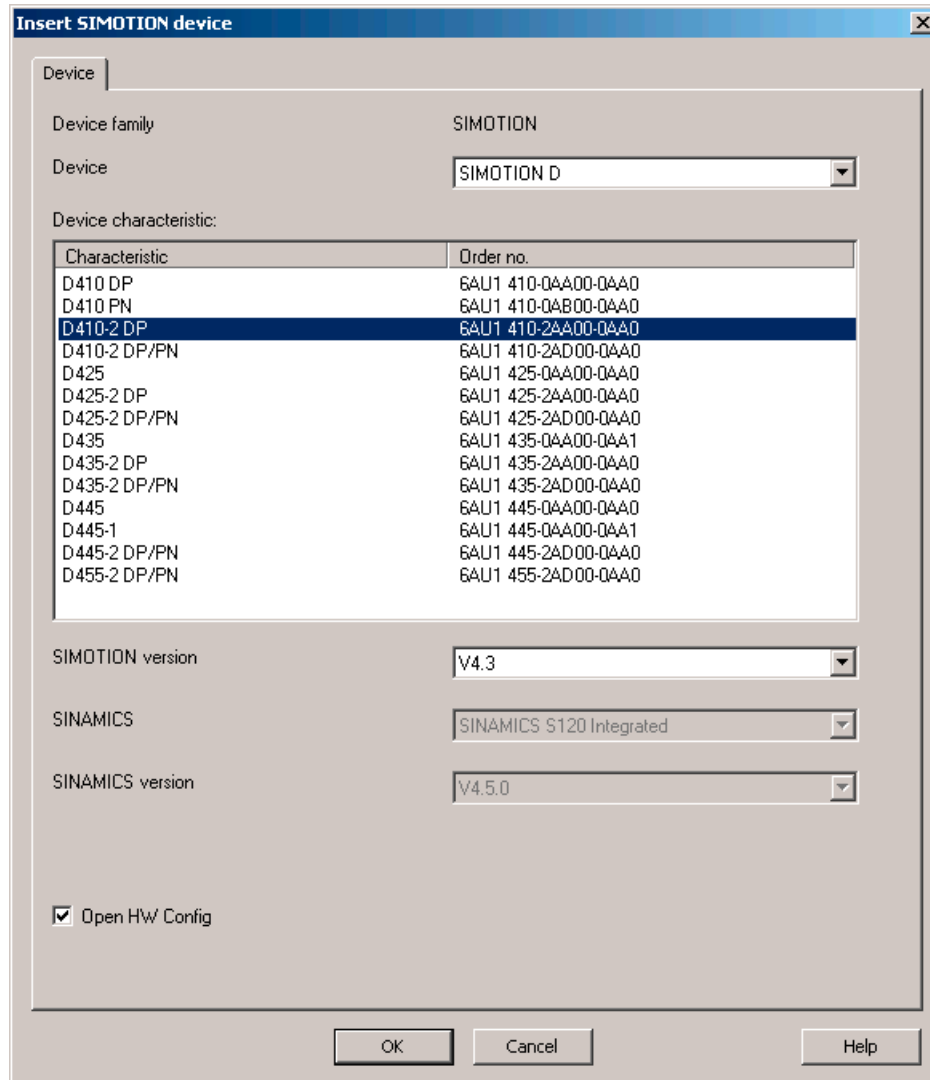 Insert SIMOTION device
Device
Device family SIMOTION
Device SIMOTION D
Device characteristic:
Characteristic Order no.
D410 DP 6AU1 410-0AA00-0AA0
D410 PN 6AU1 410-0AB00-0AA0
D410-2 DP 6AU1 410-2AA00-0AA0
D410-2 DP/PN 6AU1 410-2AD00-0AA0
D425 6AU1 425-0AA00-0AA0
D425-2 DP 6AU1 425-2AA00-0AA0
D425-2 DP/PN 6AU1 425-2AD00-0AA0
D435 6AU1 435-0AA00-0AA1
D435-2 DP 6AU1 435-2AA00-0AA0
D435-2 DP/PN 6AU1 435-2AD00-0AA0
D445 6AU1 445-0AA00-0AA0
D445-1 6AU1 445-0AA00-0AA1
D445-2 DP/PN 6AU1 445-2AD00-0AA0
D455-2 DP/PN 6AU1 455-2AD00-0AA0
SIMOTION version V4.3
SINAMICS SINAMICS S120 Integrated
SINAMICS version V4.5.0
Open HW Config
OK Cancel Help